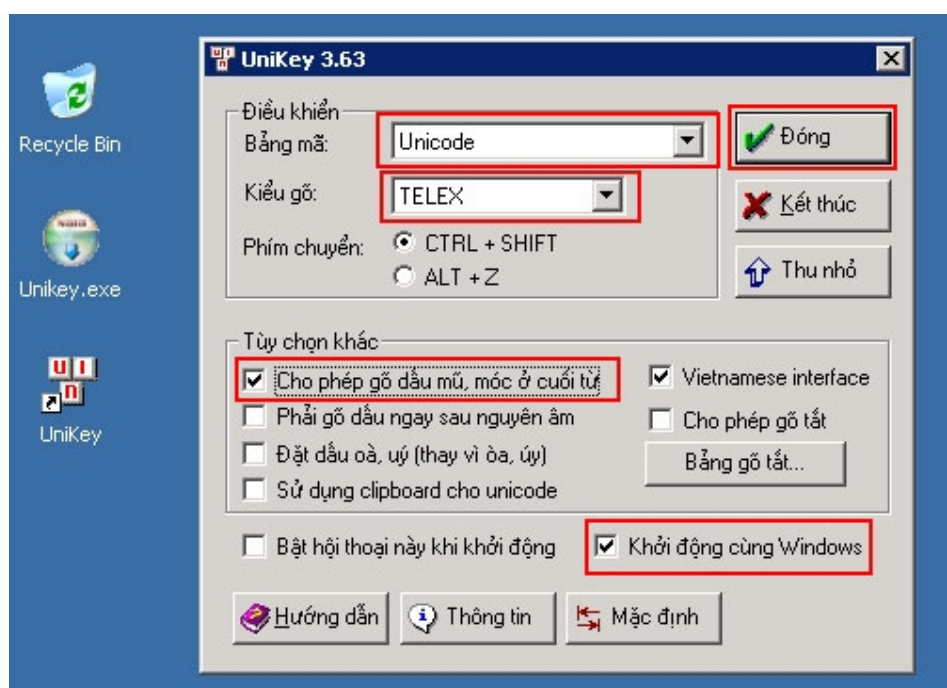 UniKey 3.63
Recycle Bin
Unikey.exe
UniKey
Điều khiển
Bảng mã: Unicode
Kiểu gõ: TELEX
Phím chuyển: CTRL + SHIFT
ALT + Z
Đóng
Kết thúc
Thu nhỏ
Tùy chọn khác
Cho phép gõ dấu mũ, móc ở cuối từ
Phải gõ dấu ngay sau nguyên âm
Đặt dấu oà, uý (thay vì òa, úy)
Sử dụng clipboard cho unicode
Vietnamese interface
Cho phép gõ tắt
Bảng gõ tắt...
Bật hội thoại này khi khởi động
Khởi động cùng Windows
Hướng dẫn
Thông tin
Mặc định